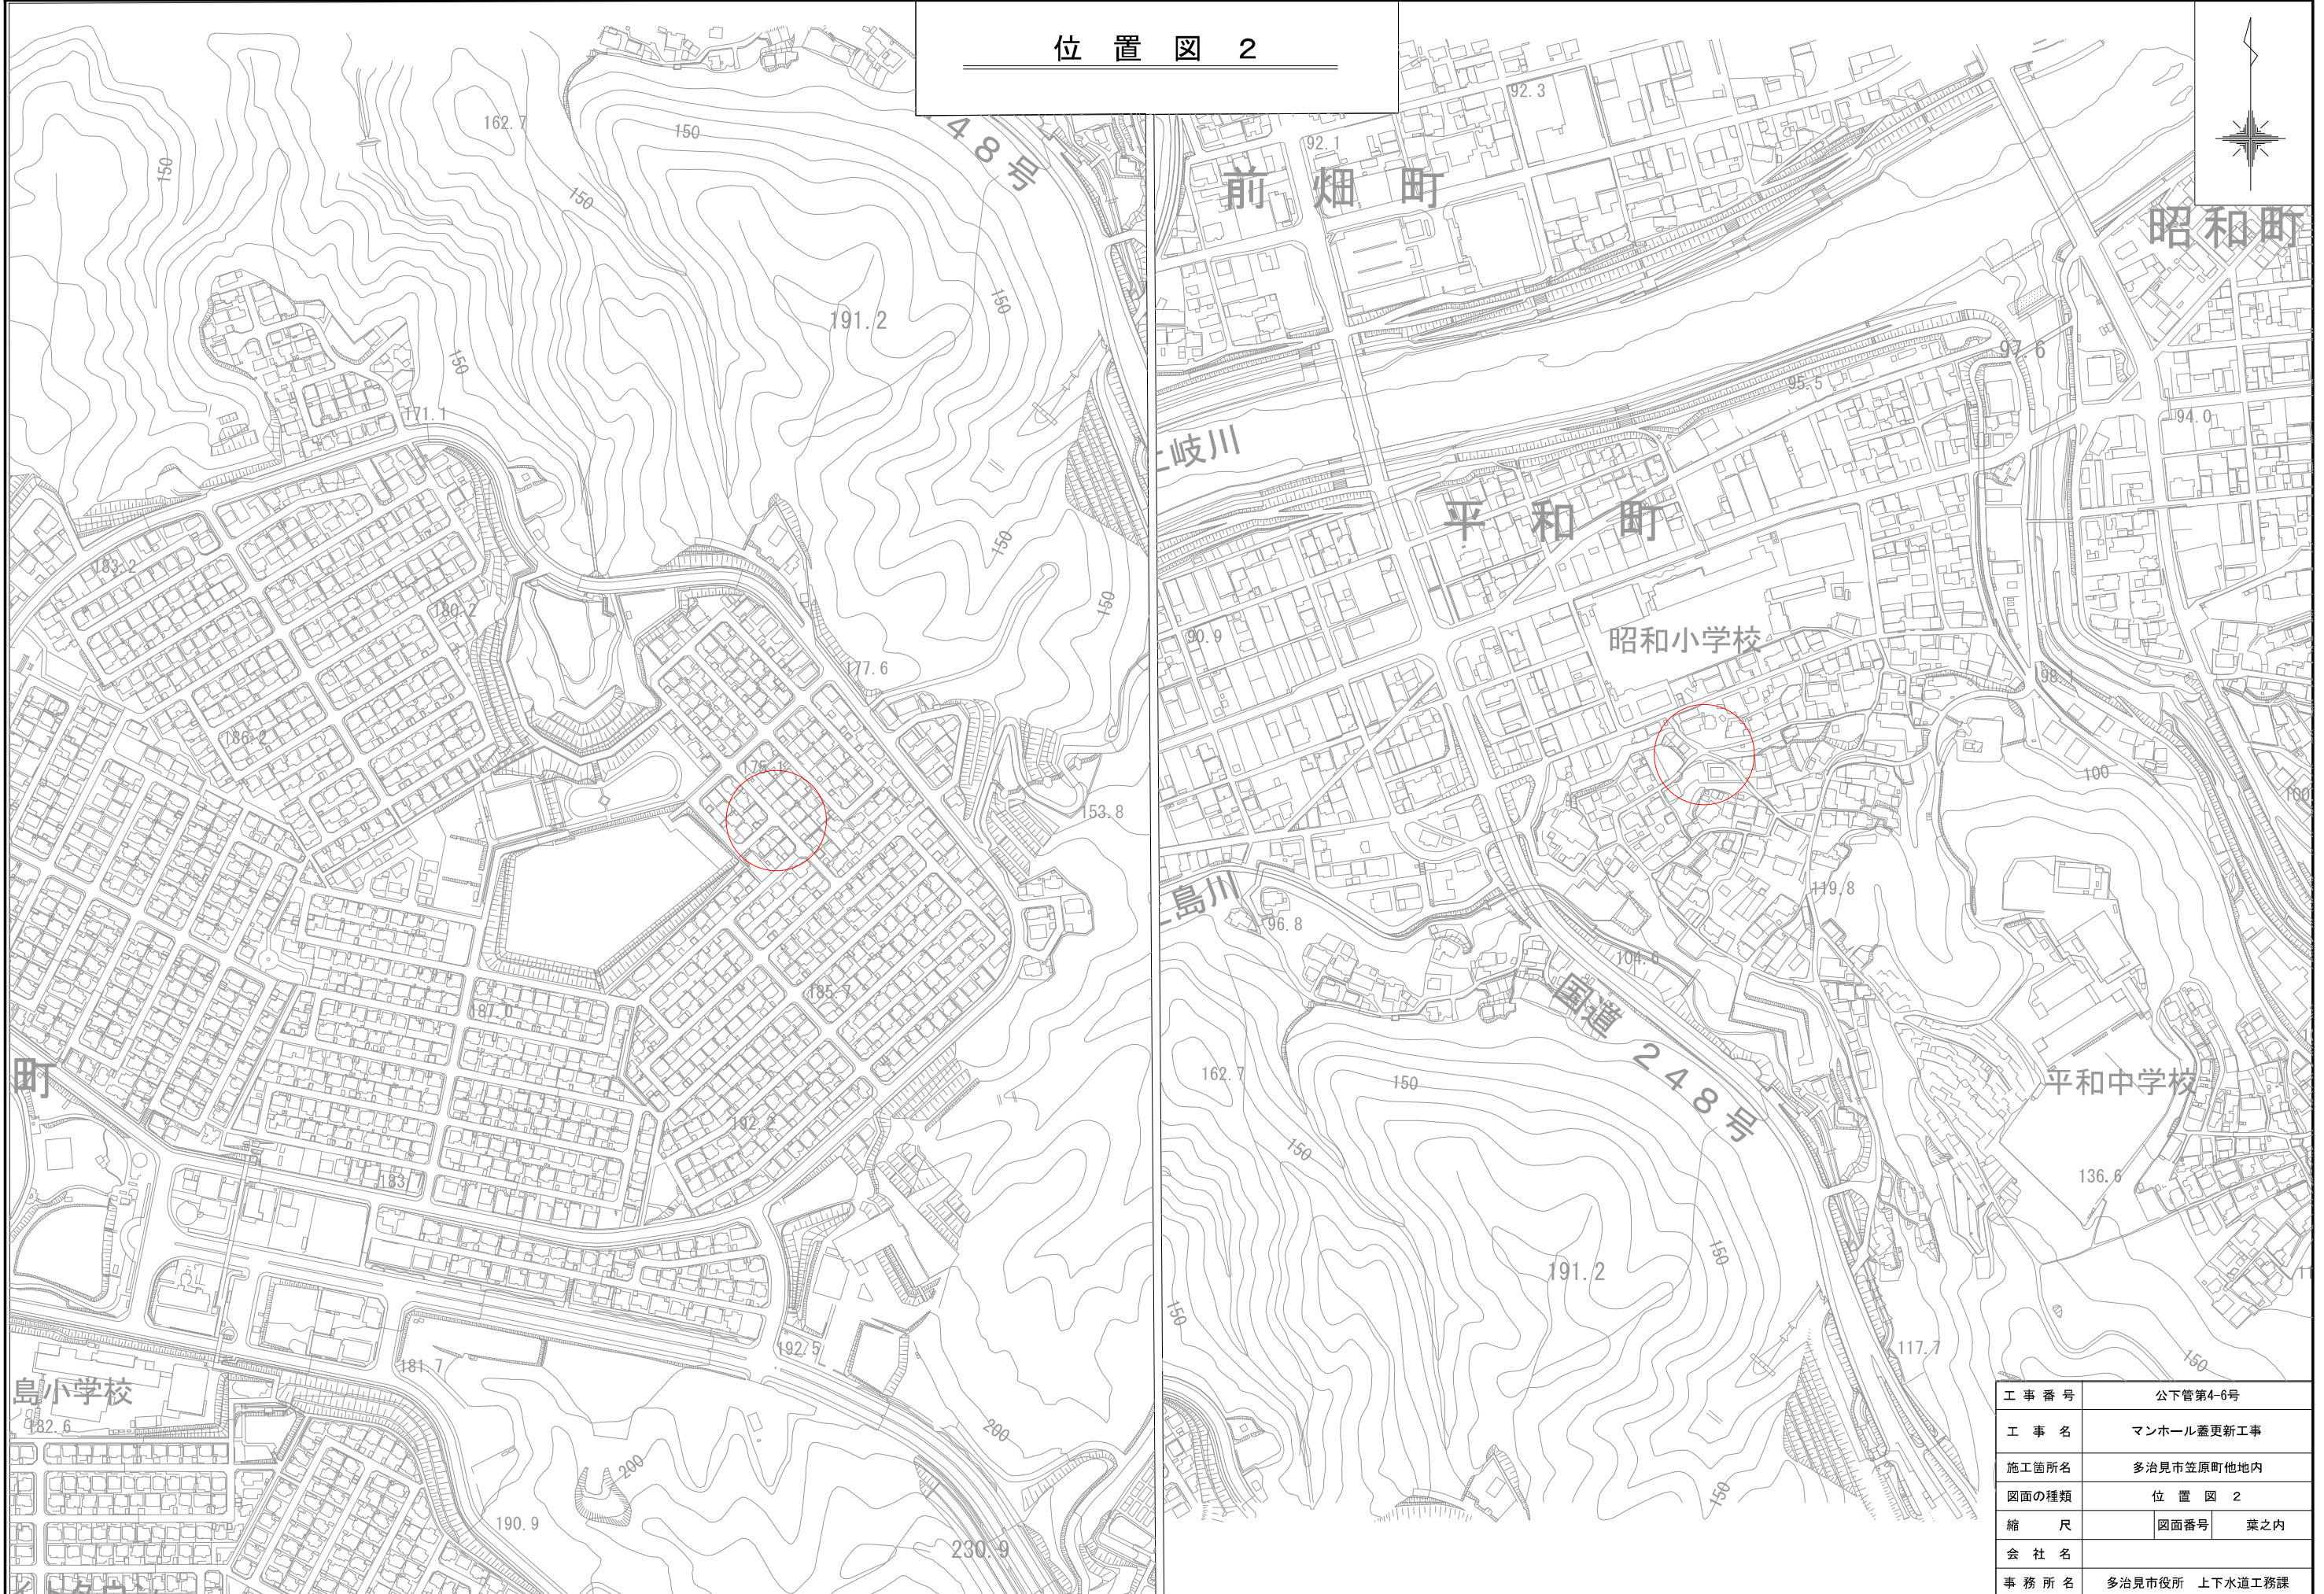 位 置 図 2
162.7
150
150
150
48号
191.2
150
150
171.1
150
183.2
180.2
150
177.6
186.2
175.1
153.8
187.0
185.7
町
192.2
183.7
192.5
181.7
島小学校
182.6
200
200
190.9
230.9
92.3
92.1
前 畑 町
昭和町
97.6
95.5
94.0
岐川
平 和 町
90.9
昭和小学校
98.1
100
100
島川
119.8
96.8
104.6
国道 248号
162.7
150
150
平和中学校
136.6
191.2
150
150
117.7
150
150
工事番号 公下管第4-6号
工事名 マンホール蓋更新工事
施工箇所名 多治見市笠原町他地内
図面の種類 位 置 図 2
縮 尺 図面番号 葉之内
会社名
事務所名 多治見市役所 上下水道工務課